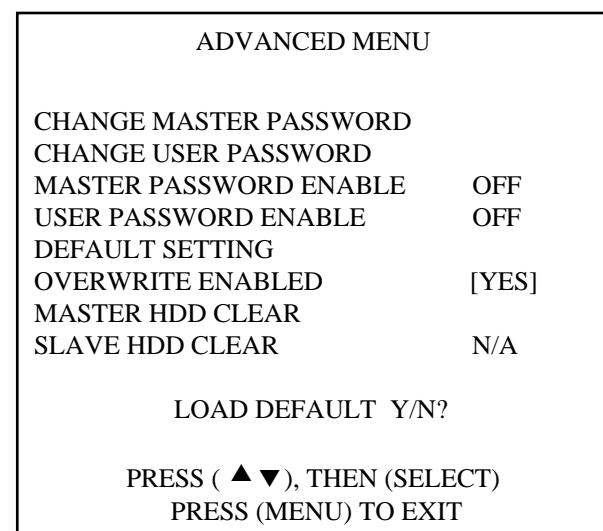 ADVANCED MENU
CHANGE MASTER PASSWORD
CHANGE USER PASSWORD
MASTER PASSWORD ENABLE OFF
USER PASSWORD ENABLE OFF
DEFAULT SETTING
OVERWRITE ENABLED [YES]
MASTER HDD CLEAR
SLAVE HDD CLEAR N/A
LOAD DEFAULT Y/N?
PRESS ( ▲ ▼ ), THEN (SELECT)
PRESS (MENU) TO EXIT